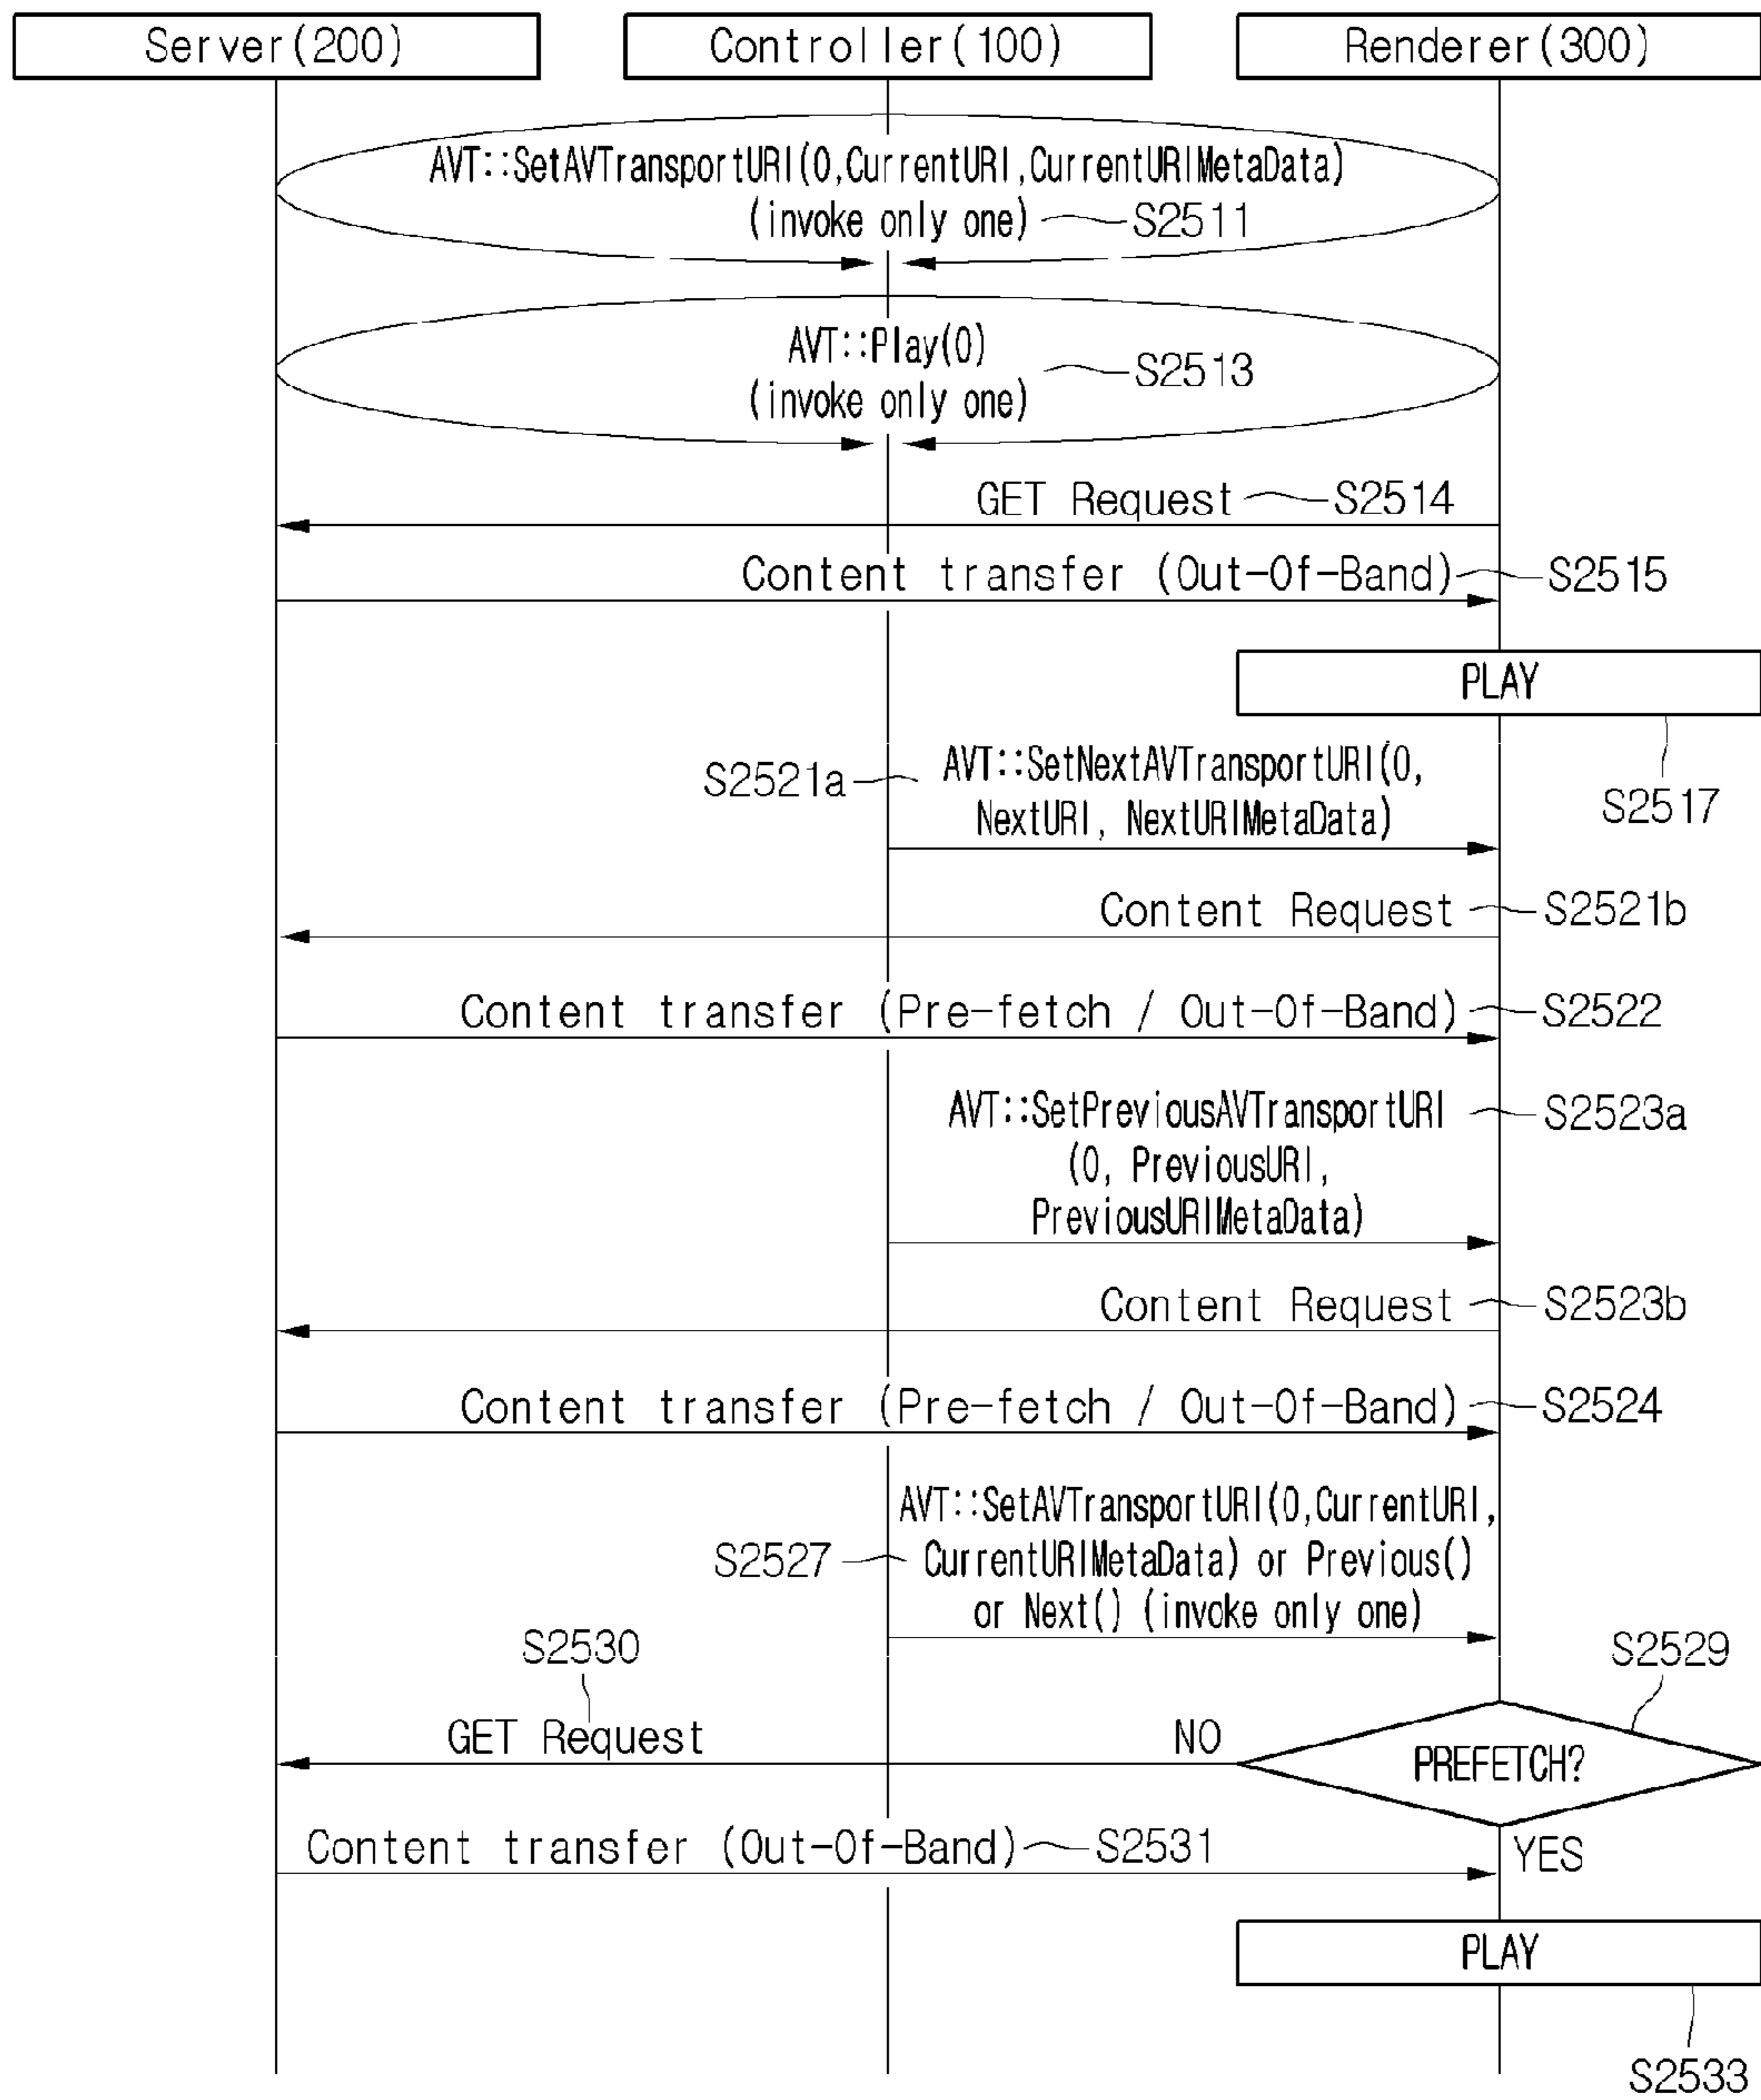 Server(200)
Controller(100)
Renderer(300)
AVT::SetAVTransportURI(0,CurrentURI,CurrentURIMetaData)
(invoke only one)
S2511
AVT::Play(0)
(invoke only one)
S2513
GET Request
S2514
Content transfer (Out-Of-Band)
S2515
PLAY
S2517
S2521a
AVT::SetNextAVTransportURI(0,
NextURI, NextURIMetaData)
Content Request
S2521b
Content transfer (Pre-fetch / Out-Of-Band)
S2522
AVT::SetPreviousAVTransportURI
(0, PreviousURI,
PreviousURIMetaData)
S2523a
Content Request
S2523b
Content transfer (Pre-fetch / Out-Of-Band)
S2524
AVT::SetAVTransportURI(0,CurrentURI,
CurrentURIMetaData) or Previous()
or Next() (invoke only one)
S2527
S2530
GET Request
NO
PREFETCH?
S2529
Content transfer (Out-Of-Band)
S2531
YES
PLAY
S2533